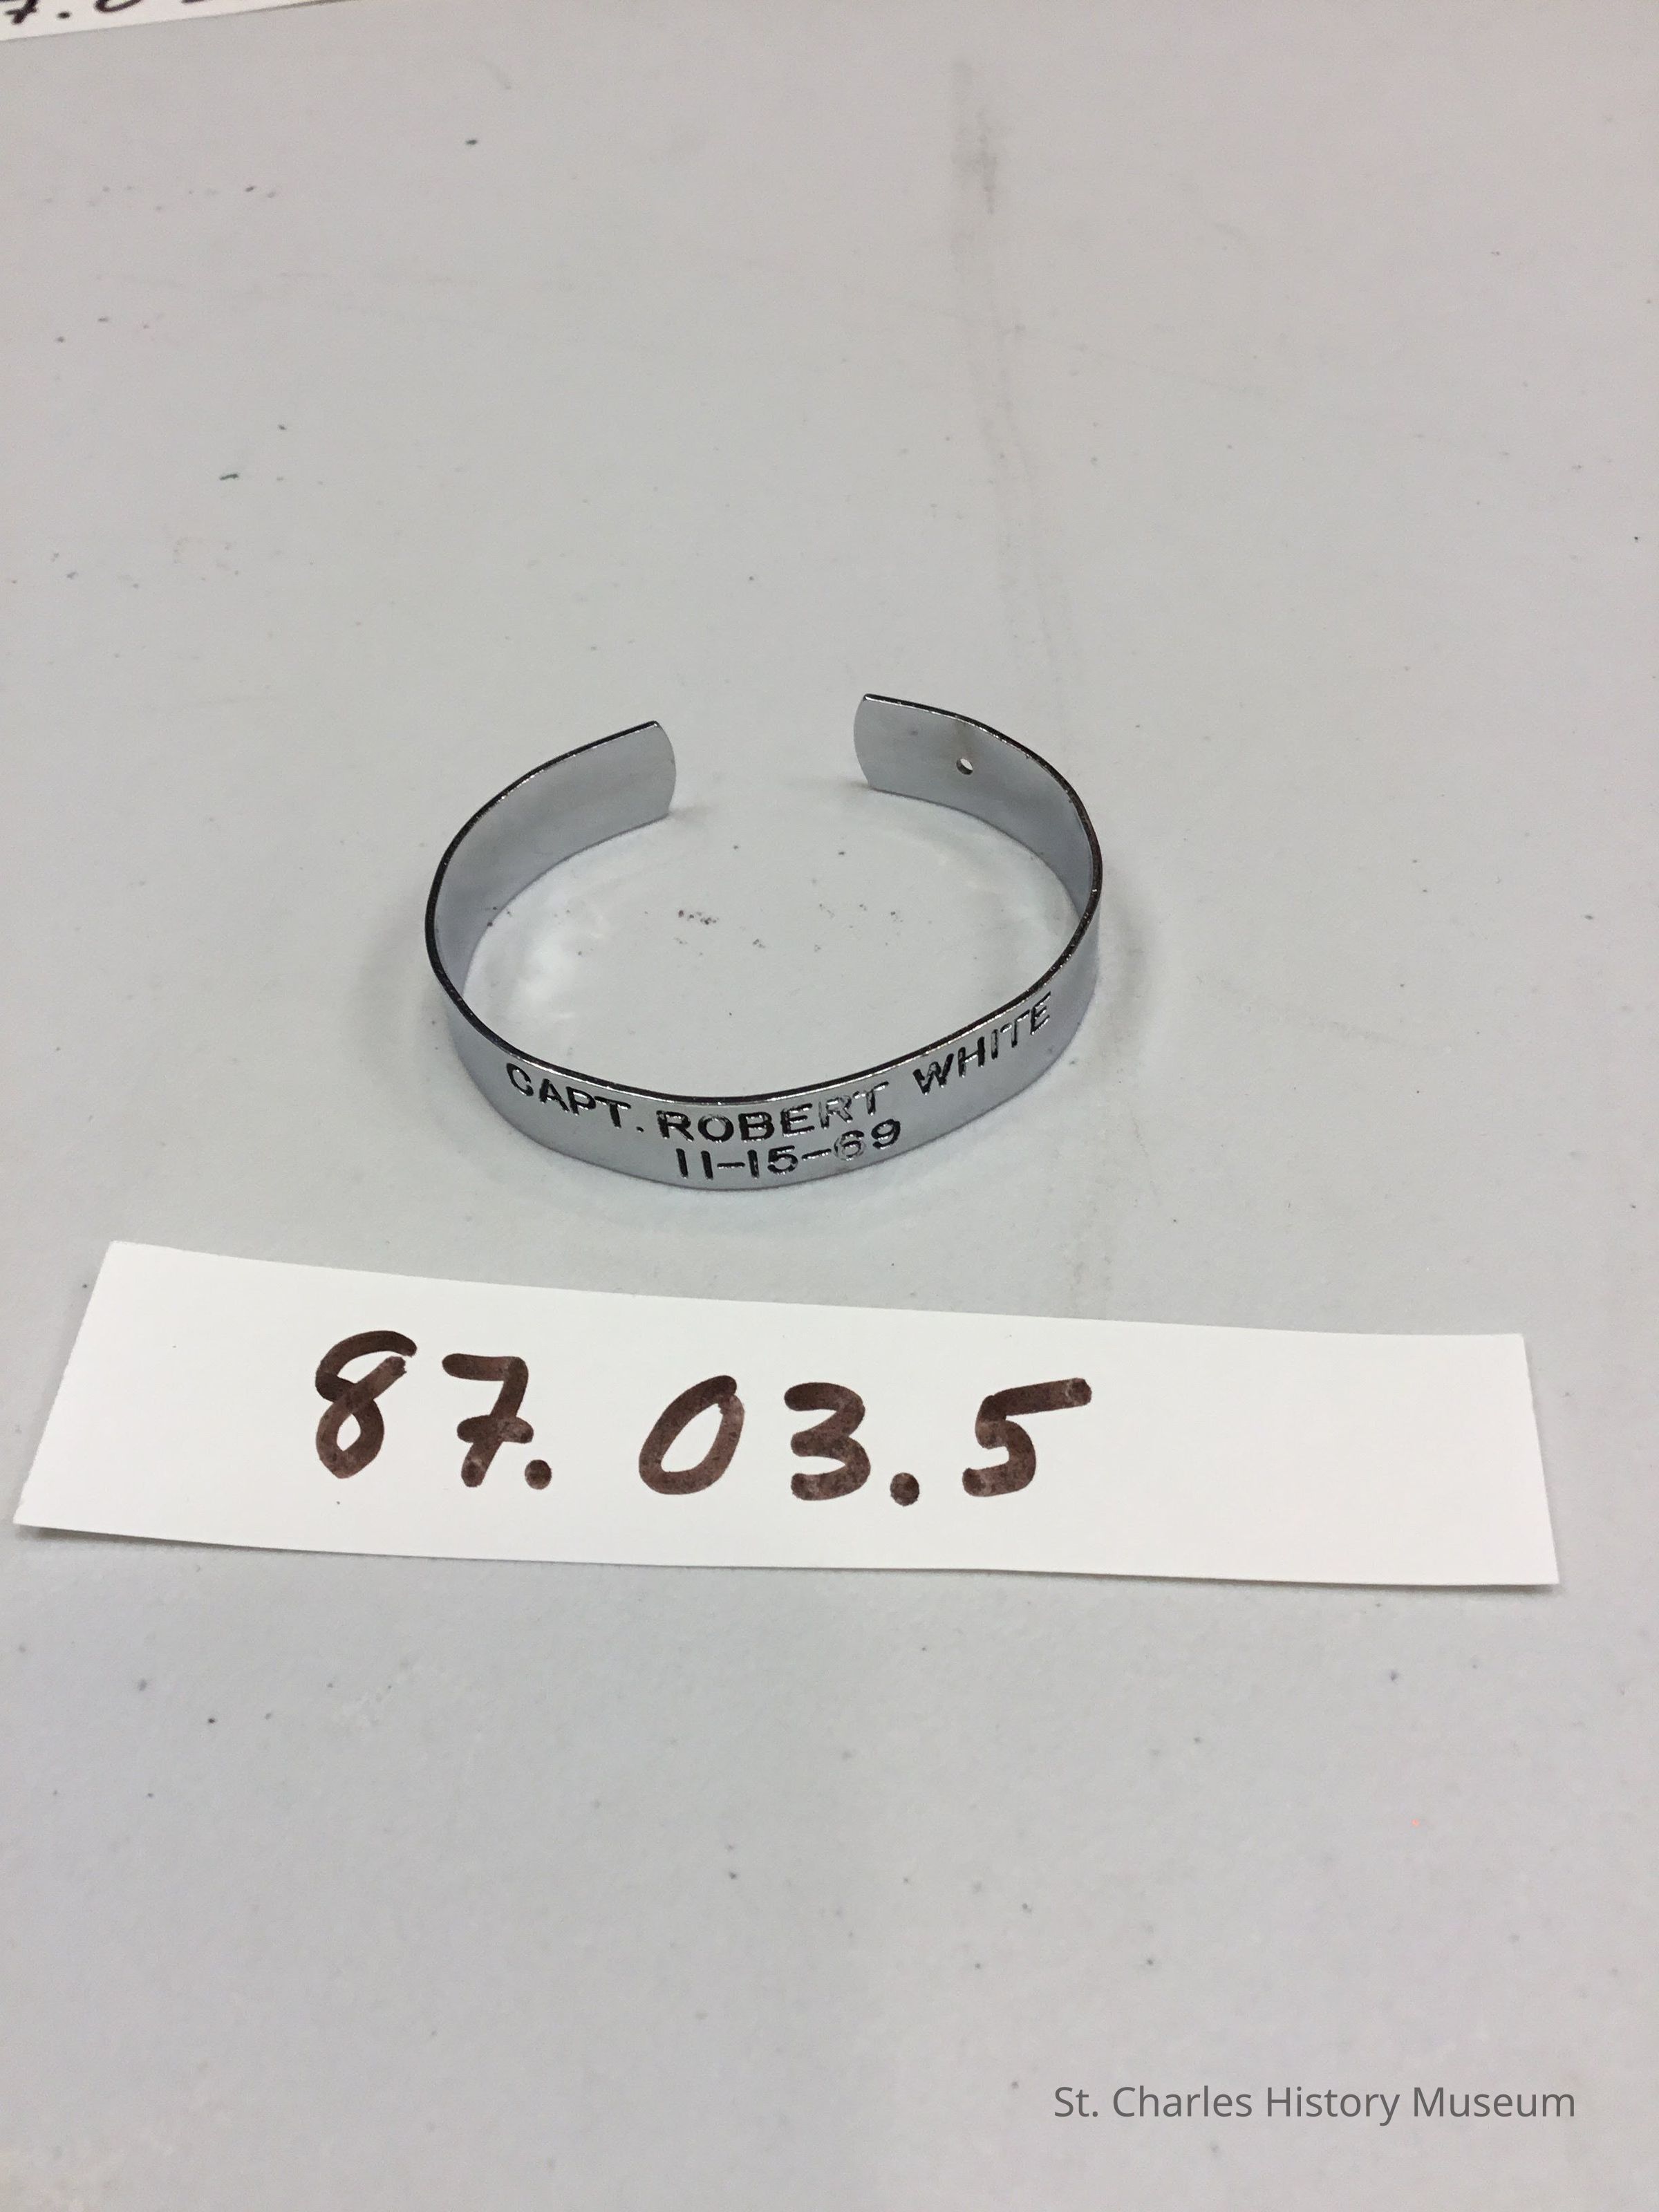 CAPT. ROBERT WHITE
11-15-69
87.03.5
St. Charles History Museum